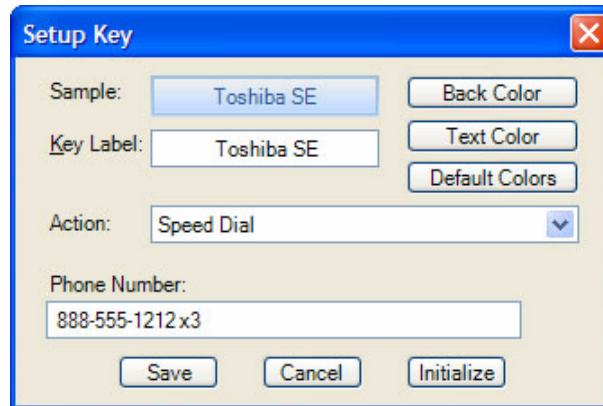 Setup Key
Sample: Toshiba SE Back Color
Key Label: Toshiba SE Text Color
Default Colors
Action: Speed Dial
Phone Number:
888-555-1212 x3
Save Cancel Initialize